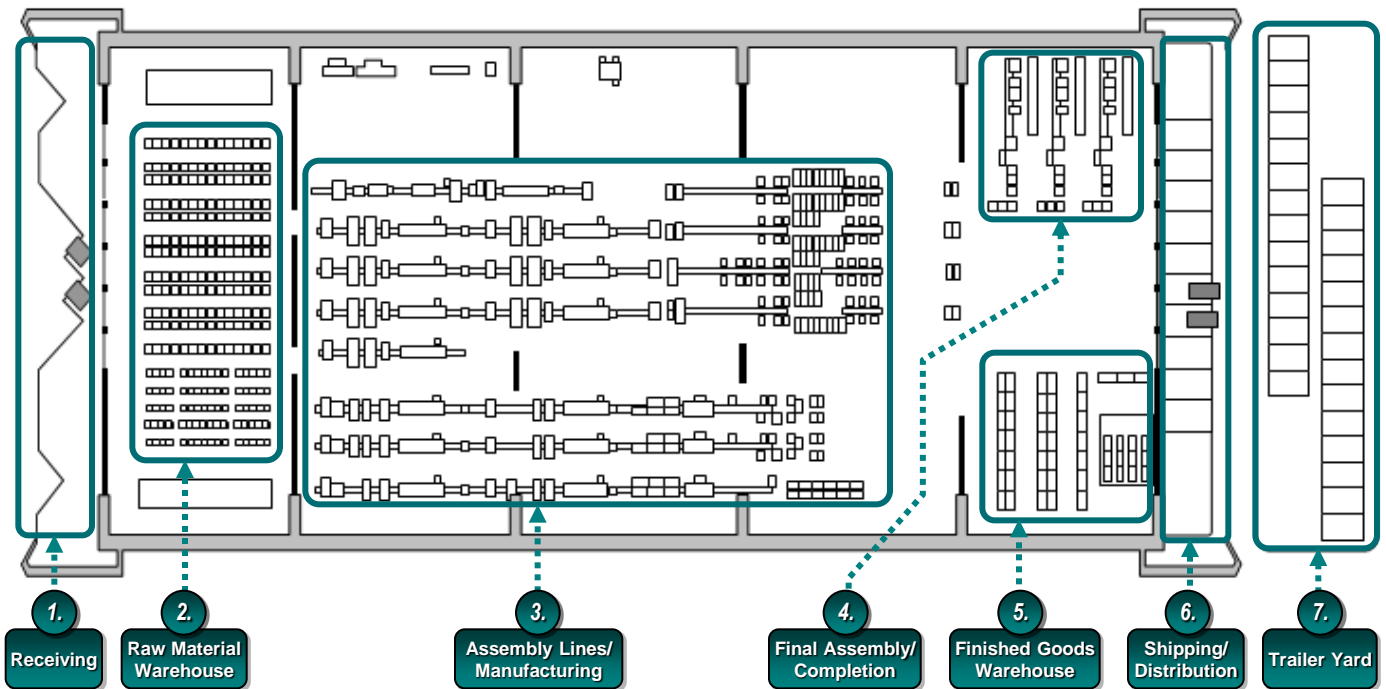 1.
Receiving
2.
Raw Material
Warehouse
3.
Assembly Lines/
Manufacturing
4.
Final Assembly/
Completion
5.
Finished Goods
Warehouse
6.
Shipping/
Distribution
7.
Trailer Yard